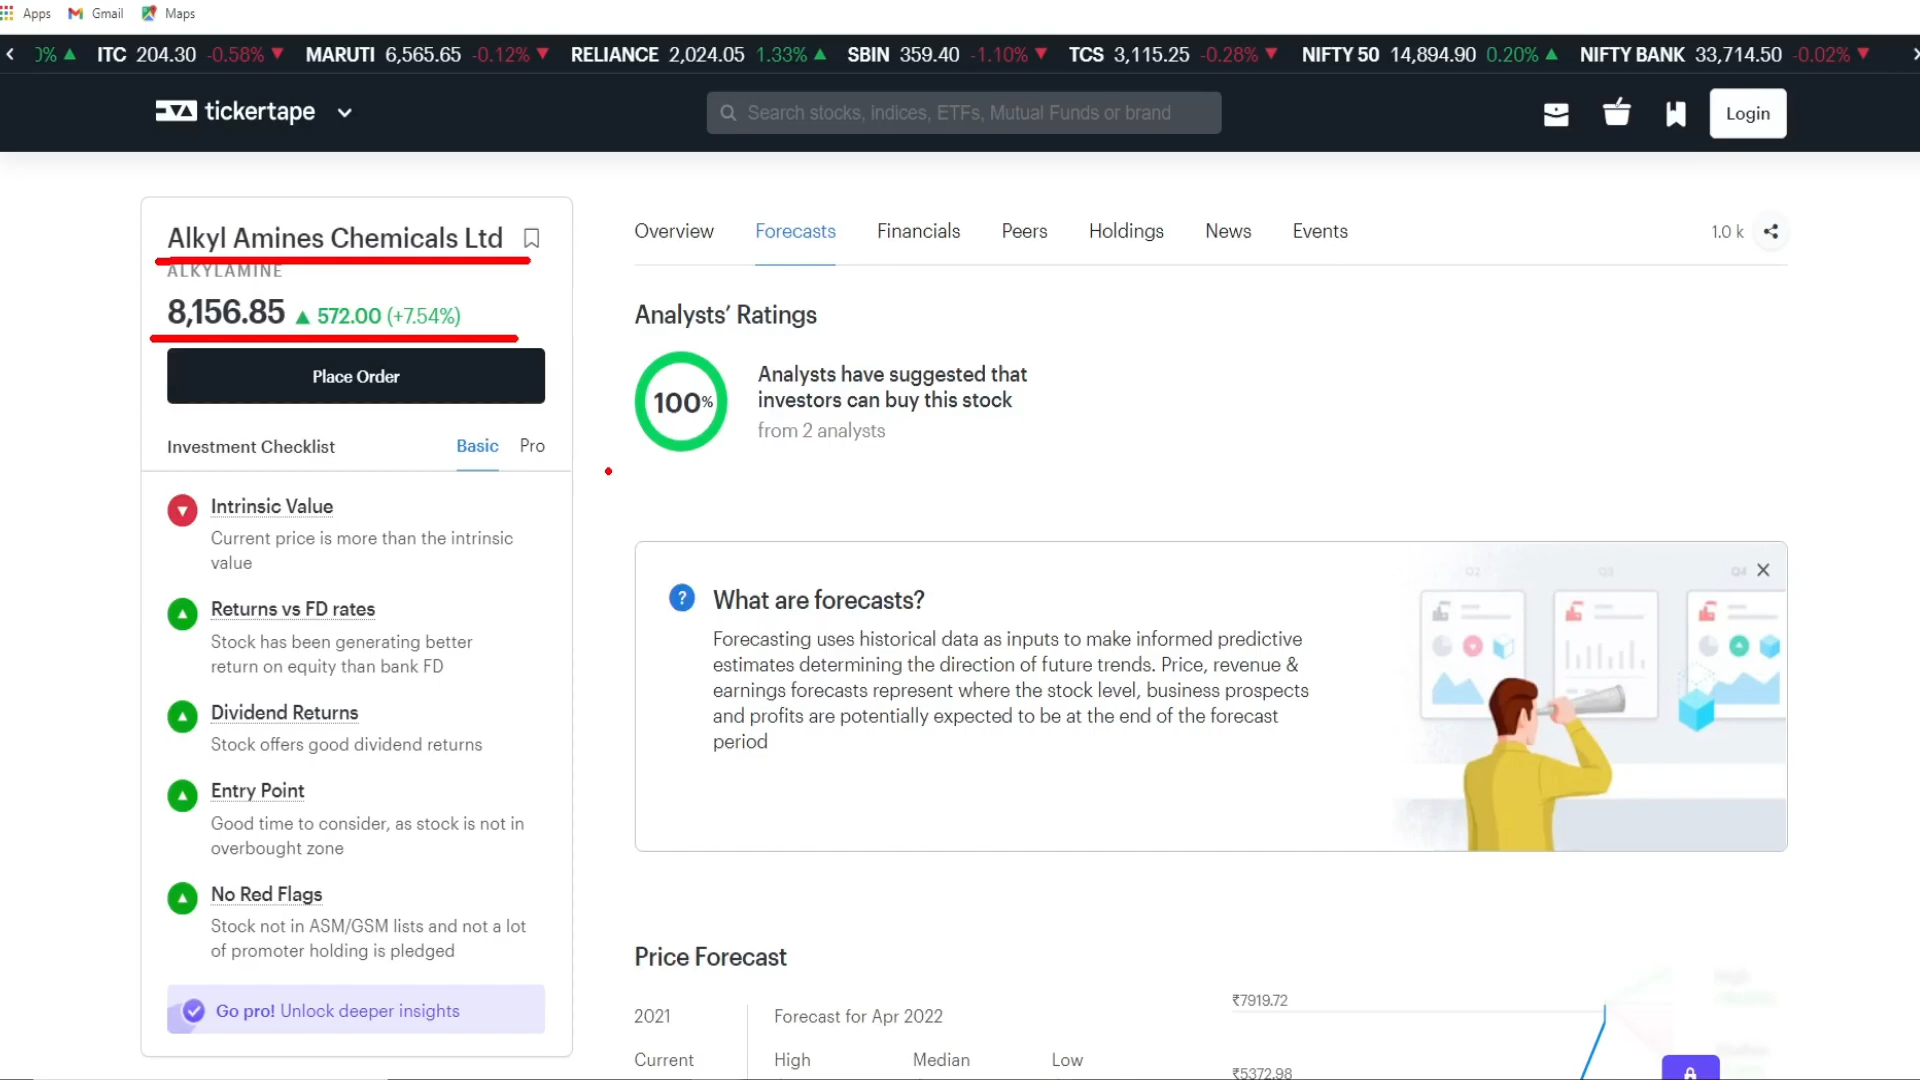 Apps Gmail Maps
0% ITC 204.30 -0.58% MARUTI 6,565.65 -0.12% RELIANCE 2,024.05 1.33% SBIN 359.40 -1.10% TCS 3,115.25 -0.28% NIFTY 50 14,894.90 0.20% NIFTY BANK 33,714.50 -0.02%
tickertape
Search stocks, indices, ETFs, Mutual Funds or brand
Login
Alkyl Amines Chemicals Ltd
ALKYLAMINE
8,156.85 572.00 (+7.54%)
Place Order
Investment Checklist Basic Pro
Intrinsic Value
Current price is more than the intrinsic
value
Returns vs FD rates
Stock has been generating better
return on equity than bank FD
Dividend Returns
Stock offers good dividend returns
Entry Point
Good time to consider, as stock is not in
overbought zone
No Red Flags
Stock not in ASM/GSM lists and not a lot
of promoter holding is pledged
Go pro! Unlock deeper insights
Overview Forecasts Financials Peers Holdings News Events
1.0 k
Analysts' Ratings
100%
Analysts have suggested that
investors can buy this stock
from 2 analysts
Q2 Q3 Q4
?
What are forecasts?
Forecasting uses historical data as inputs to make informed predictive
estimates determining the direction of future trends. Price, revenue &
earnings forecasts represent where the stock level, business prospects
and profits are potentially expected to be at the end of the forecast
period
Price Forecast
2021 Forecast for Apr 2022
Current High Median Low
₹7919.72
₹5372.98